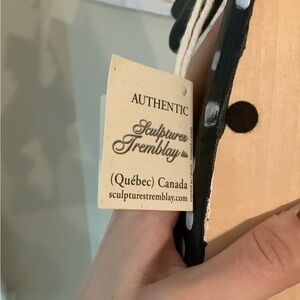 AUTHENTIC
Sculptures
Tremblay
(Québec) Canada
sculpturestremblay.com